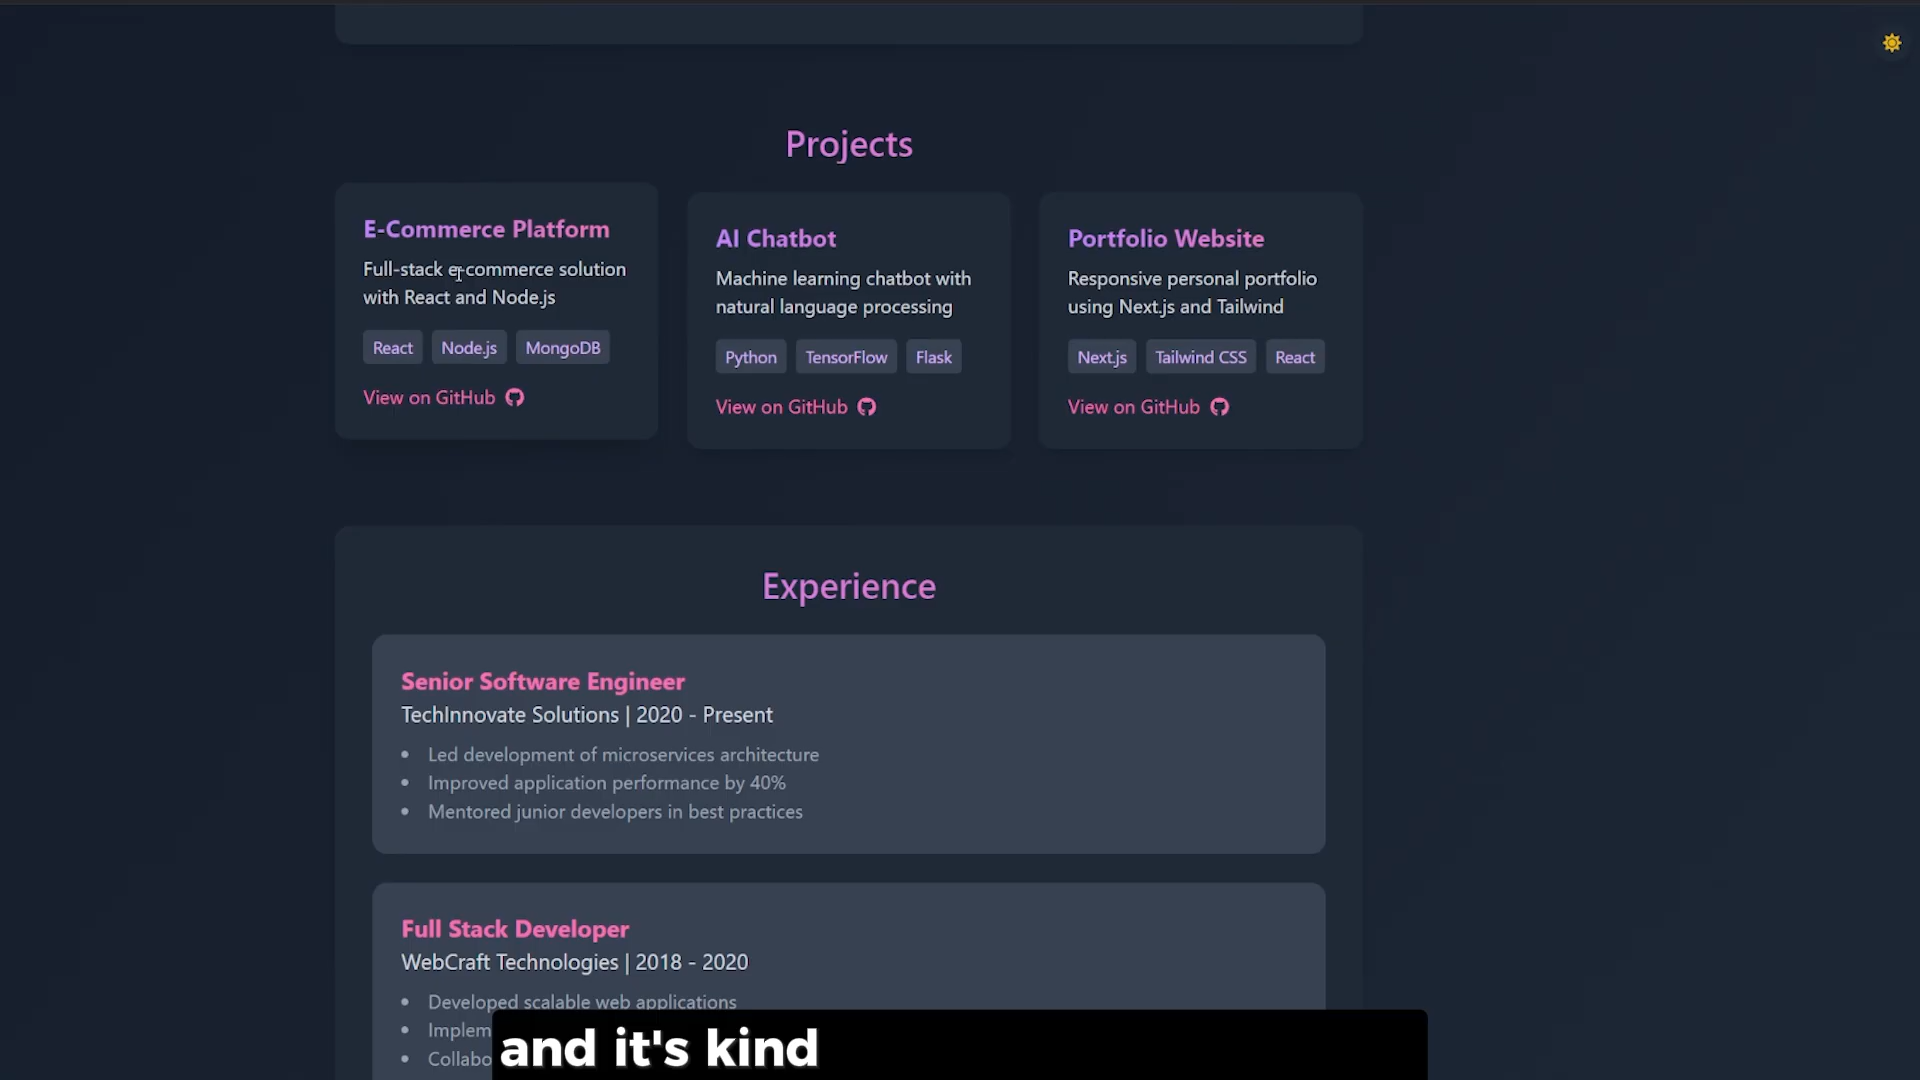 Projects
E-Commerce Platform
Full-stack e-commerce solution
with React and Node.js
React Node.js MongoDB
View on GitHub
AI Chatbot
Machine learning chatbot with
natural language processing
Python TensorFlow Flask
View on GitHub
Portfolio Website
Responsive personal portfolio
using Next.js and Tailwind
Next.js Tailwind CSS React
View on GitHub
Experience
Senior Software Engineer
TechInnovate Solutions | 2020 - Present
• Led development of microservices architecture
• Improved application performance by 40%
• Mentored junior developers in best practices
Full Stack Developer
WebCraft Technologies | 2018 - 2020
• Developed scalable web applications
• Implem
• Collabo
and it's kind